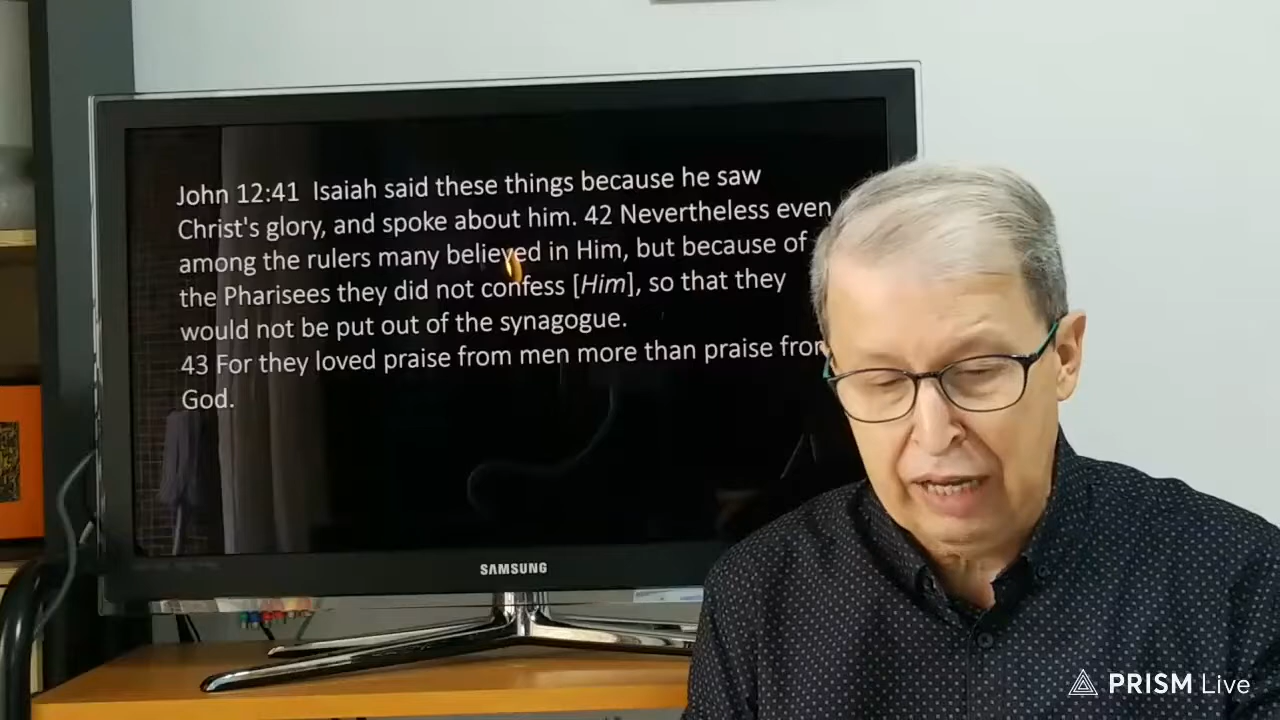 John 12:41 Isaiah said these things because he saw
Christ's glory, and spoke about him. 42 Nevertheless even
among the rulers many believed in Him, but because of
the Pharisees they did not confess [Him], so that they
would not be put out of the synagogue.
43 For they loved praise from men more than praise
God.
SAMSUNG
PRISM Live